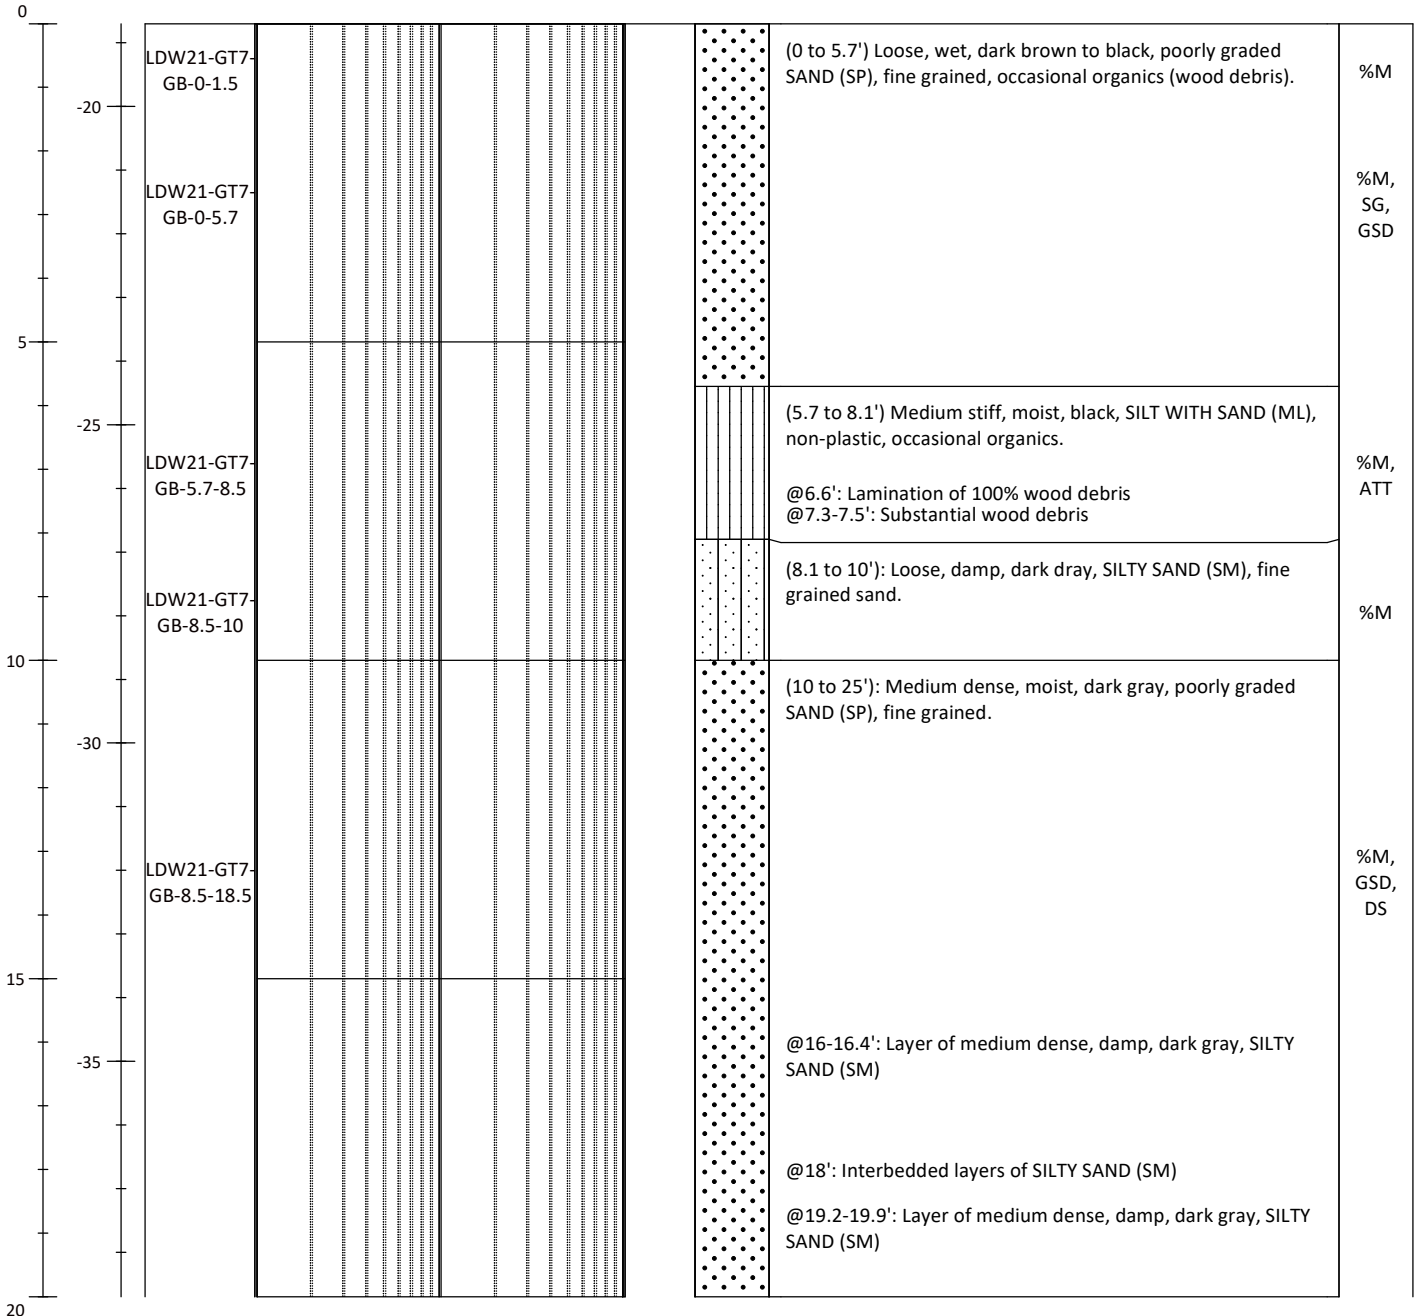 0
LDW21-GT7-
GB-0-1.5
(0 to 5.7') Loose, wet, dark brown to black, poorly graded
SAND (SP), fine grained, occasional organics (wood debris).
%M
-20
LDW21-GT7-
GB-0-5.7
%M,
SG,
GSD
5
(5.7 to 8.1') Medium stiff, moist, black, SILT WITH SAND (ML),
non-plastic, occasional organics.
-25
LDW21-GT7-
GB-5.7-8.5
%M,
ATT
@6.6': Lamination of 100% wood debris
@7.3-7.5': Substantial wood debris
(8.1 to 10'): Loose, damp, dark dray, SILTY SAND (SM), fine
grained sand.
LDW21-GT7-
GB-8.5-10
%M
10
(10 to 25'): Medium dense, moist, dark gray, poorly graded
SAND (SP), fine grained.
-30
LDW21-GT7-
GB-8.5-18.5
%M,
GSD,
DS
15
@16-16.4': Layer of medium dense, damp, dark gray, SILTY
SAND (SM)
-35
@18': Interbedded layers of SILTY SAND (SM)
@19.2-19.9': Layer of medium dense, damp, dark gray, SILTY
SAND (SM)
20